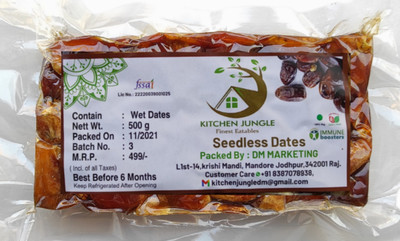 fssai
Lic No.: 22220039001025
Contain : Wet Dates
Nett Wt. : 500 g
Packed On : 11/2021
Batch No. : 3
M.R.P. : 499/-
( Incl. of all Taxes)
Best Before 6 Months
Keep Refrigerated After Opening
KITCHEN JUNGLE
Finest Eatables
Seedless Dates
Packed By : DM MARKETING
L1st-14,krishi Mandi, Mandore Jodhpur,342001 Raj.
Customer Care +91 8387078938,
kitchenjungledm@gmail.com
IMMUNE
boosters